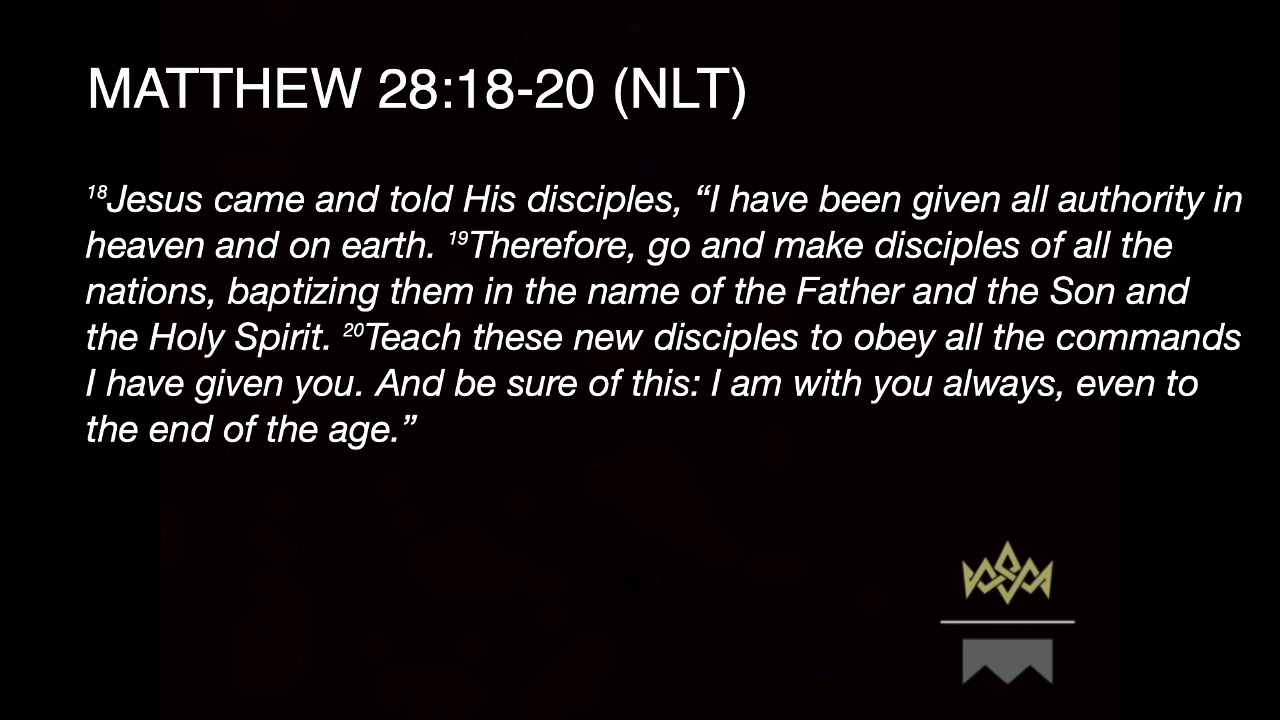 MATTHEW 28:18-20 (NLT)
18Jesus came and told His disciples, “I have been given all authority in
heaven and on earth. 19Therefore, go and make disciples of all the
nations, baptizing them in the name of the Father and the Son and
the Holy Spirit. 20Teach these new disciples to obey all the commands
I have given you. And be sure of this: I am with you always, even to
the end of the age.”